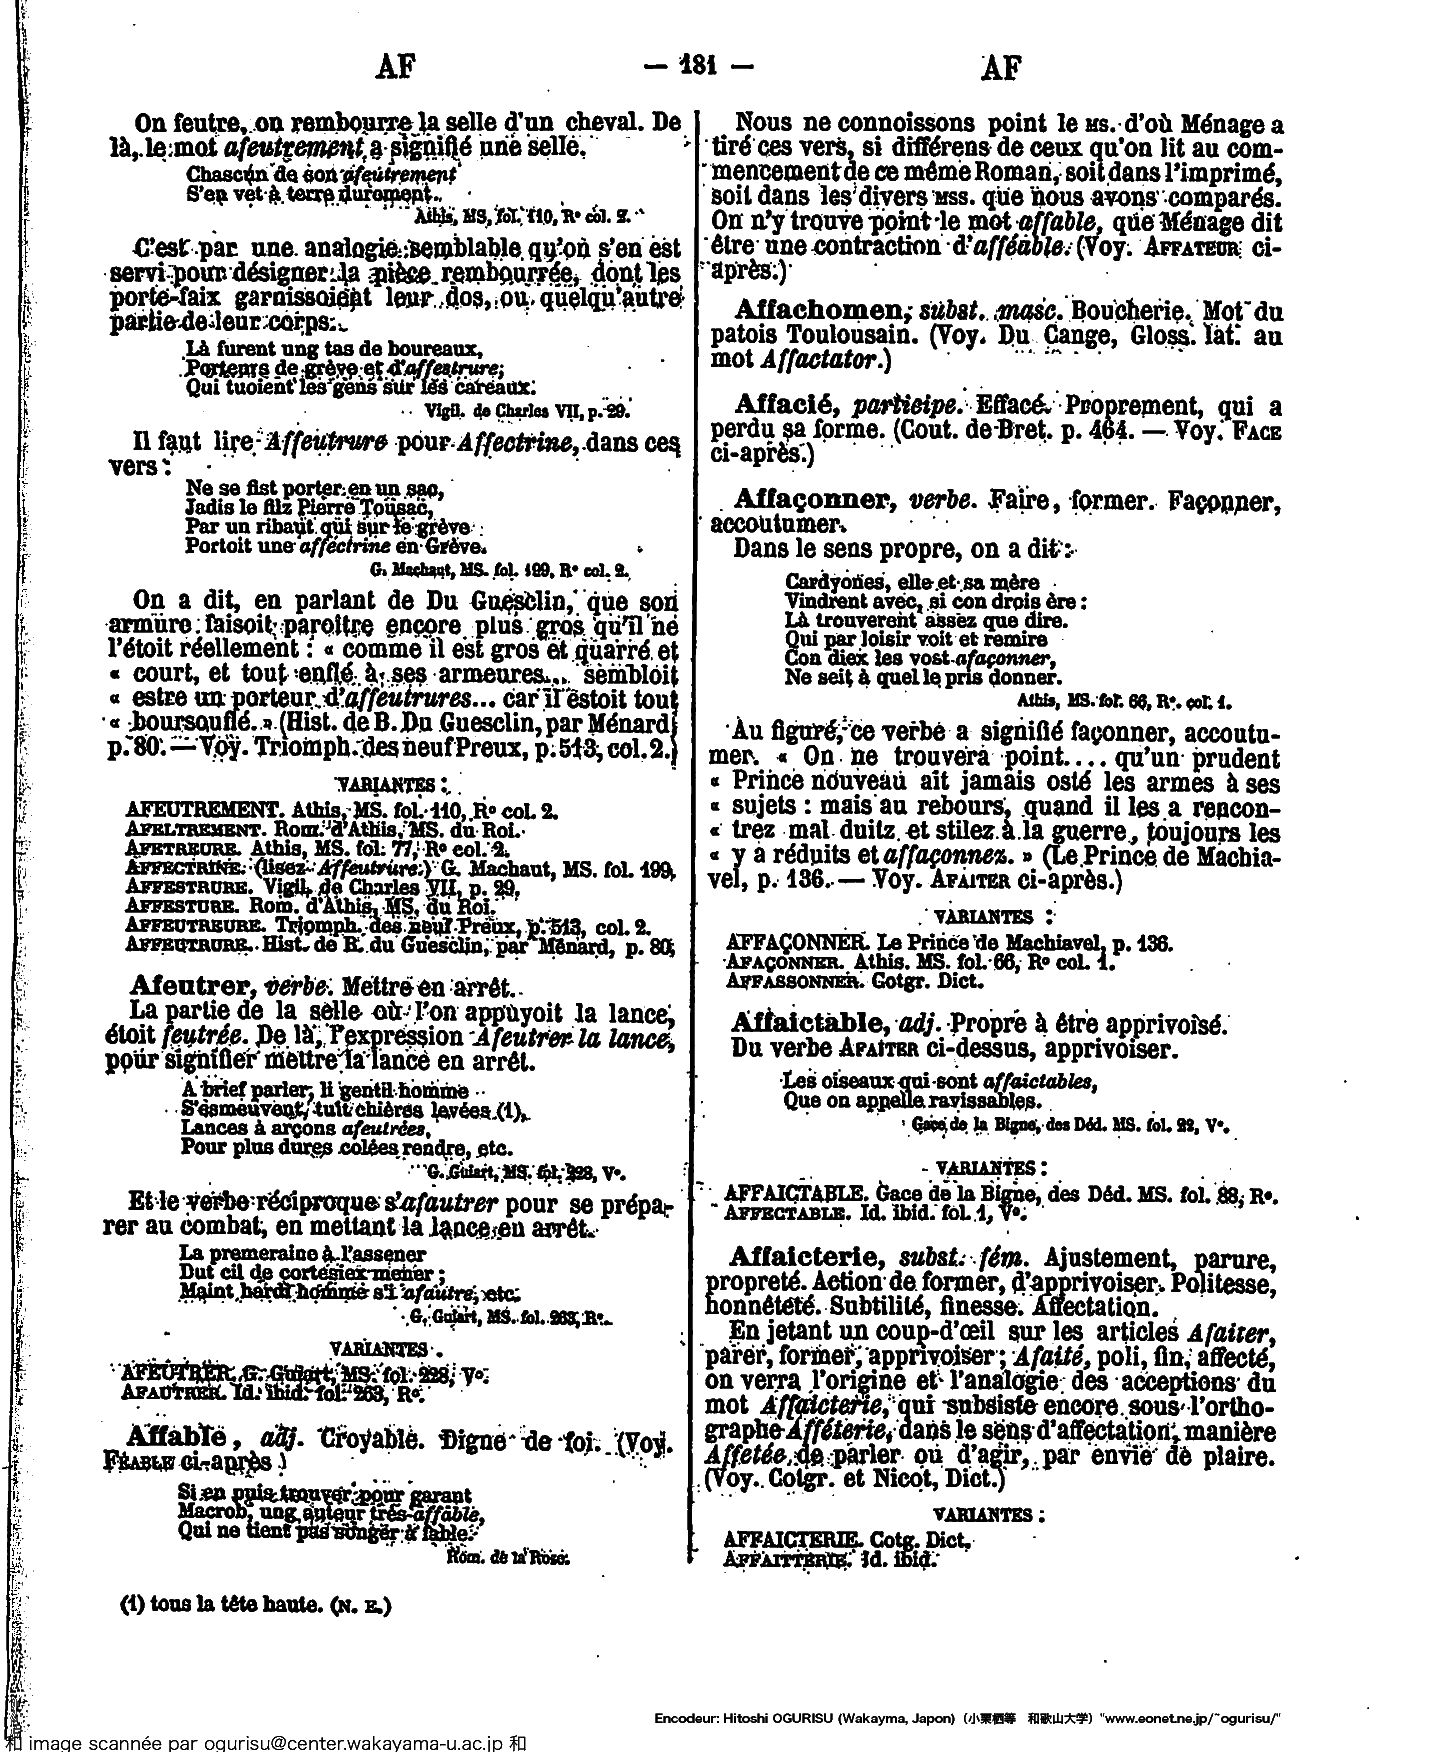 AF
— 181 —
AF
On feutre, on rembourre la selle d'un cheval. De
là, le mot afeutrement a signifié une selle.
Chascun de son afeutrement
S'en vet à terre durement.
Athis, MS. fol. 110, R° col. 2.
C'est par une analogie semblable qu'on s'en est
servi pour désigner la pièce rembourrée, dont les
porte-faix garnissoient leur dos, ou quelqu'autre
partie de leur corps.
Là furent ung tas de boureaux,
Porteurs de grève et d'affestrure;
Qui tuoient les gens sur les careaux.
Vigil. de Charles VII, p. 29.
Il faut lire Affeutrure pour Affectrine, dans ces
vers :
Ne se fist porter en un sac,
Jadis le filz Pierre Tousac,
Par un ribaut qui sur le grève
Portoit une affectrine en Grève.
G. Machaut, MS. fol. 199, R° col. 2.
On a dit, en parlant de Du Guesclin, que son
armure faisoit paroître encore plus gros qu'il ne
l'étoit réellement : « comme il est gros et quarré et
« court, et tout enflé à ses armeures... sembloit
« estre un porteur d'affeutrures... car il estoit tout
« boursouflé. » (Hist. de B. Du Guesclin, par Ménard,
p. 80. — Voy. Triomph. des neuf Preux, p. 513, col. 2.)
VARIANTES :
AFEUTREMENT. Athis, MS. fol. 110, R° col. 2.
AFELTREMENT. Rom. d'Athis, MS. du Roi.
AFETREURE. Athis, MS. fol. 77, R° col. 2.
AFFECTRINE. (lisez Affeutrure.) G. Machaut, MS. fol. 199.
AFFESTRURE. Vigil. de Charles VII, p. 29.
AFFESTURE. Rom. d'Athis, MS. du Roi.
AFFEUTREURE. Triomph. des neuf Preux, p. 513, col. 2.
AFFEUTRURE. Hist. de B. du Guesclin, par Ménard, p. 80.
Afeutrer, verbe. Mettre en arrêt.
La partie de la selle où l'on appuyoit la lance,
étoit feutrée. De là, l'expression Afeutrer la lance,
pour signifier mettre la lance en arrêt.
A brief parler, li gentil homme
S'esmeuvent, tuit chières levées (1),
Lances à arçons afeutrées,
Pour plus dures colées rendre, etc.
G. Guiart, MS. fol. 228, V°.
Et le verbe réciproque s'afautrer pour se prépa-
rer au combat, en mettant la lance en arrêt.
La premeraine à l'assener
Dut cil de cortesiex mener ;
Maint hardi homme s'i afautre, etc.
G. Guiart, MS. fol. 263, R°.
VARIANTES.
AFEUTRER. G. Guiart, MS. fol. 228, V°.
AFAUTRER. Id. ibid. fol. 263, R°.
Affable, adj. Croyable. Digne de foi. (Voy.
FÉABLE ci-après.)
Si en puis trouver pour garant
Macrob, ung auteur très-affable,
Qui ne tient pas songer à fable.
Rom. de la Rose.
(1) tous la tête haute. (N. E.)
Nous ne connoissons point le MS. d'où Ménage a
tiré ces vers, si différens de ceux qu'on lit au com-
mencement de ce même Roman, soit dans l'imprimé,
soit dans les divers MSS. que nous avons comparés.
On n'y trouve point le mot affable, que Ménage dit
être une contraction d'afféable. (Voy. AFFATEUR ci-
après.)
Affachomen, subst. masc. Boucherie. Mot du
patois Toulousain. (Voy. Du Cange, Gloss. lat. au
mot Affactator.)
Affacié, participe. Effacé. Proprement, qui a
perdu sa forme. (Cout. de Bret. p. 464. — Voy. FACE
ci-après.)
Affaçonner, verbe. Faire, former. Façonner,
accoutumer.
Dans le sens propre, on a dit :
Cardyones, elle et sa mère
Vindrent avec, si con drois ère :
Là trouverent assez que dire.
Qui par loisir voit et remire
Con diex les vost afaçonner,
Ne seit à quel le pris donner.
Athis, MS. fol. 66, R°. col. 1.
Au figuré, ce verbe a signifié façonner, accoutu-
mer. « On ne trouvera point.... qu'un prudent
« Prince nouveau ait jamais osté les armes à ses
« sujets : mais au rebours, quand il les a rencon-
« trez mal duitz et stilez à la guerre, toujours les
« y a réduits et affaçonnez. » (Le Prince de Machia-
vel, p. 136. — Voy. AFAITER ci-après.)
VARIANTES :
AFFAÇONNER. Le Prince de Machiavel, p. 136.
AFAÇONNER. Athis. MS. fol. 66, R° col. 1.
AFFASSONNER. Cotgr. Dict.
Affaictable, adj. Propre à être apprivoisé.
Du verbe AFAITER ci-dessus, apprivoiser.
Les oiseaux qui sont affaictables,
Que on appelle ravissables.
Gace de la Bigne, des Déd. MS. fol. 22, V°.
VARIANTES :
AFFAICTABLE. Gace de la Bigne, des Déd. MS. fol. 88, R°.
AFFECTABLE. Id. ibid. fol. 1, V°.
Affaicterie, subst. fém. Ajustement, parure,
propreté. Action de former, d'apprivoiser. Politesse,
honnêteté. Subtilité, finesse. Affectation.
En jetant un coup-d'œil sur les articles Afaiter,
parer, former, apprivoiser ; Afaité, poli, fin, affecté,
on verra l'origine et l'analogie des acceptions du
mot Affaicterie, qui subsiste encore sous l'ortho-
graphe Afféterie, dans le sens d'affectation, manière
Affetée de parler ou d'agir, par envie de plaire.
(Voy. Cotgr. et Nicot, Dict.)
VARIANTES :
AFFAICTERIE. Cotg. Dict.
AFFAITTERIE. Id. ibid.
Encodeur: Hitoshi OGURISU (Wakayma, Japon) (小栗栖等 和歌山大学) "www.eonet.ne.jp/~ogurisu/"
和 image scannée par ogurisu@center.wakayama-u.ac.jp 和